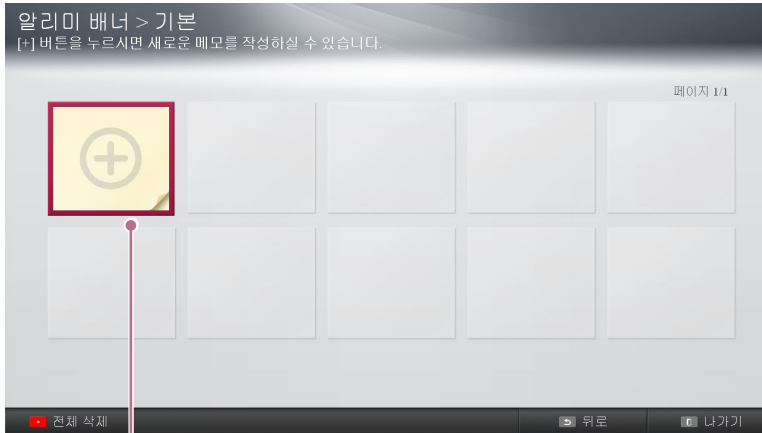 알리미 배너 > 기본
[+] 버튼을 누르시면 새로운 메모를 작성하실 수 있습니다.
페이지 1/1
전체 삭제
뒤로
나가기